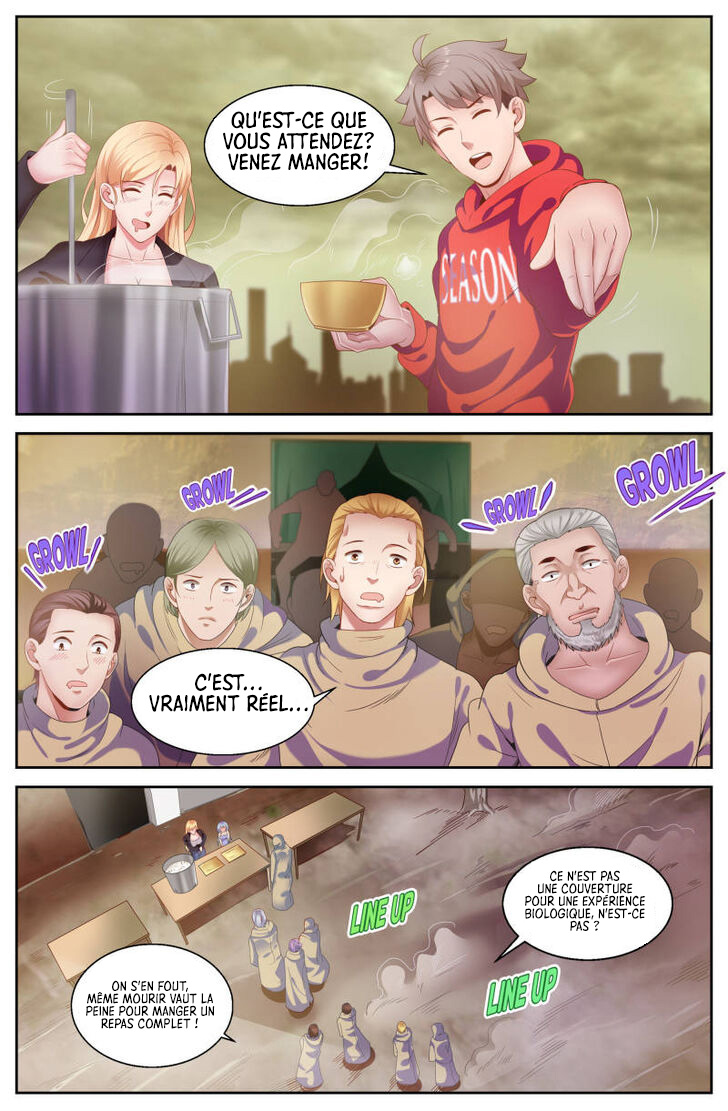 QU'EST-CE QUE
VOUS ATTENDEZ?
VENEZ MANGER!
SEASON
GROWL
GROWL
GROWL
GROWL
C'EST...
VRAIMENT RÉEL...
CE N'EST PAS
UNE COUVERTURE
POUR UNE EXPÉRIENCE
BIOLOGIQUE, N'EST-CE
PAS ?
LINE UP
LINE UP
ON S'EN FOUT,
MÊME MOURIR VAUT LA
PEINE POUR MANGER UN
REPAS COMPLET !